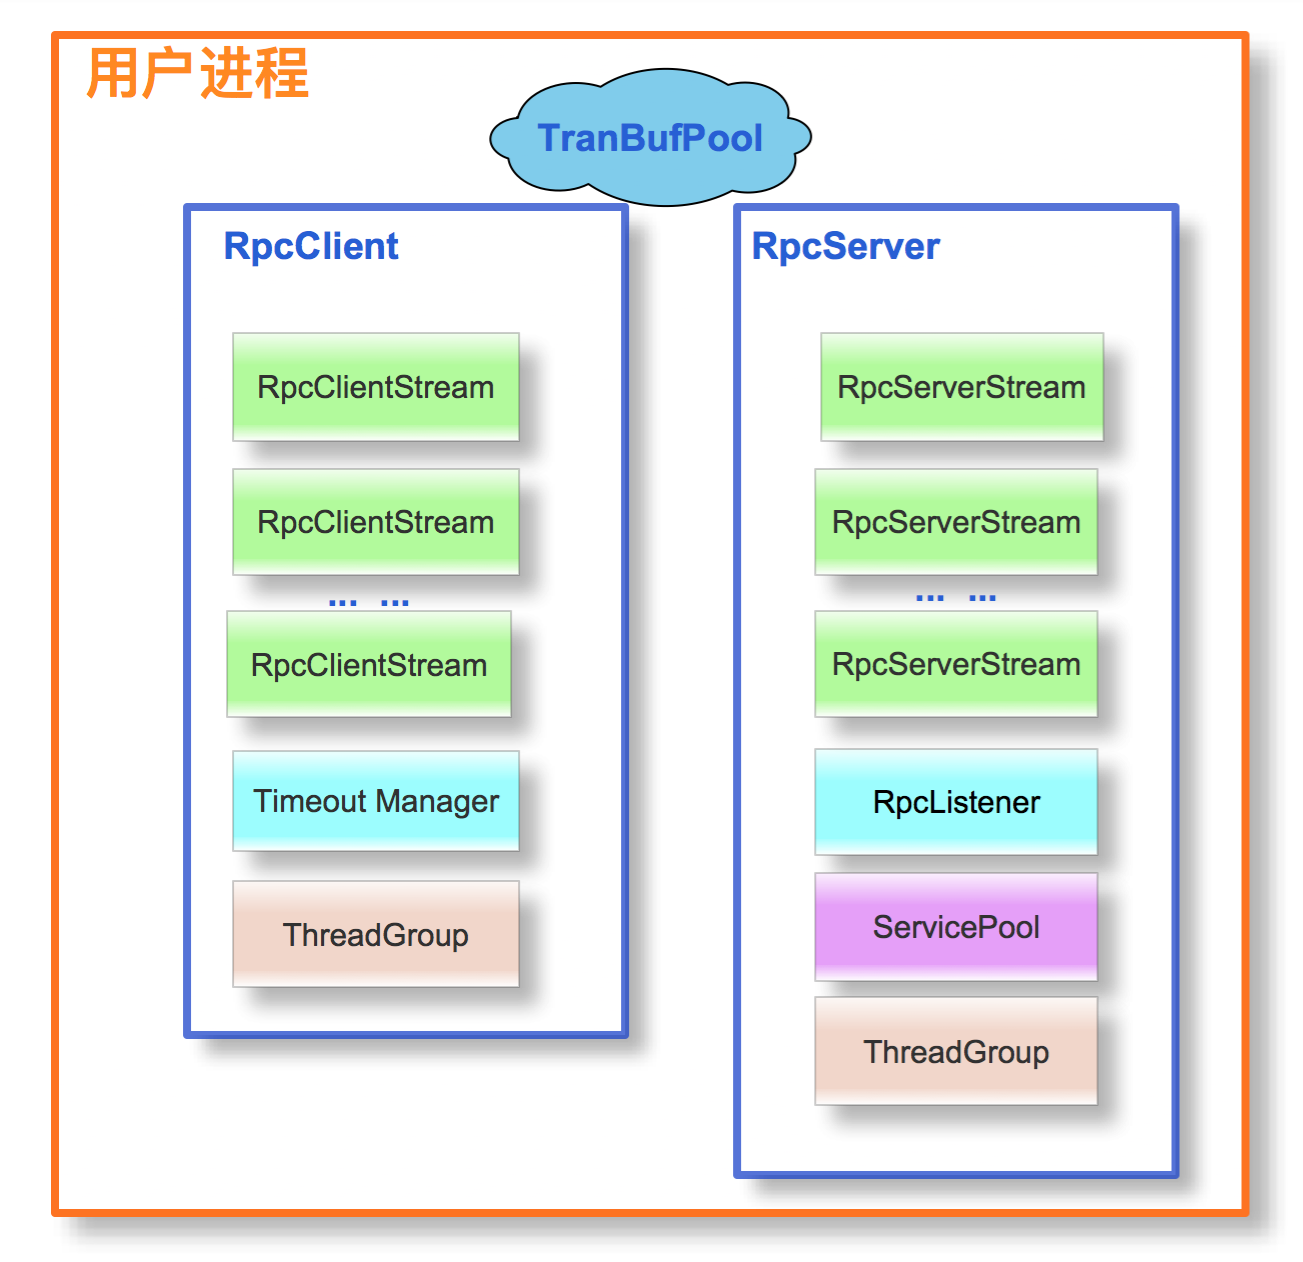 用户进程
TranBufPool
RpcClient
RpcClientStream
RpcClientStream
... ...
RpcClientStream
Timeout Manager
ThreadGroup
RpcServer
RpcServerStream
RpcServerStream
... ...
RpcServerStream
RpcListener
ServicePool
ThreadGroup